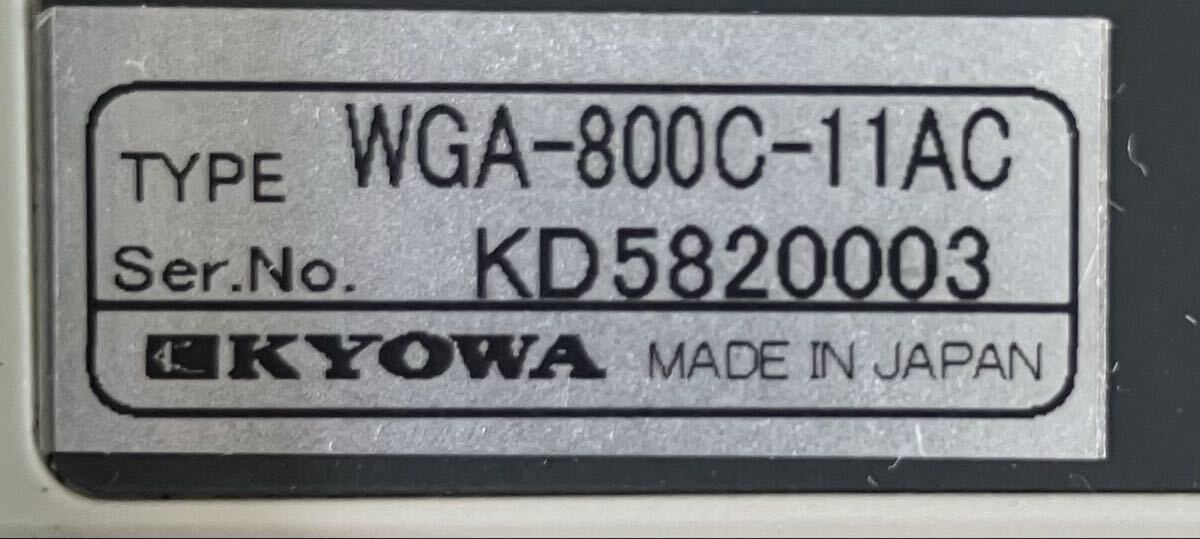 TYPE WGA-800C-11AC
Ser.No. KD5820003
KYOWA MADE IN JAPAN